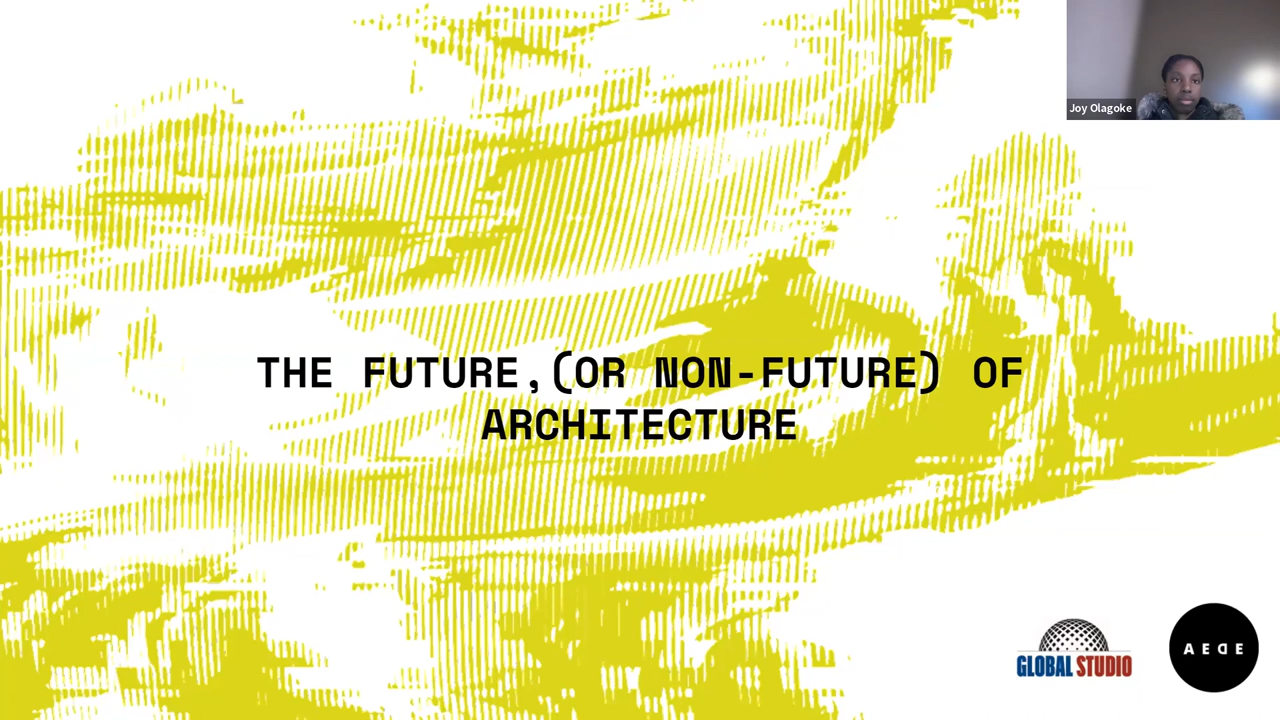 Joy Olagoke
THE FUTURE,(OR NON-FUTURE) OF
ARCHITECTURE
GLOBAL STUDIO
AEDE